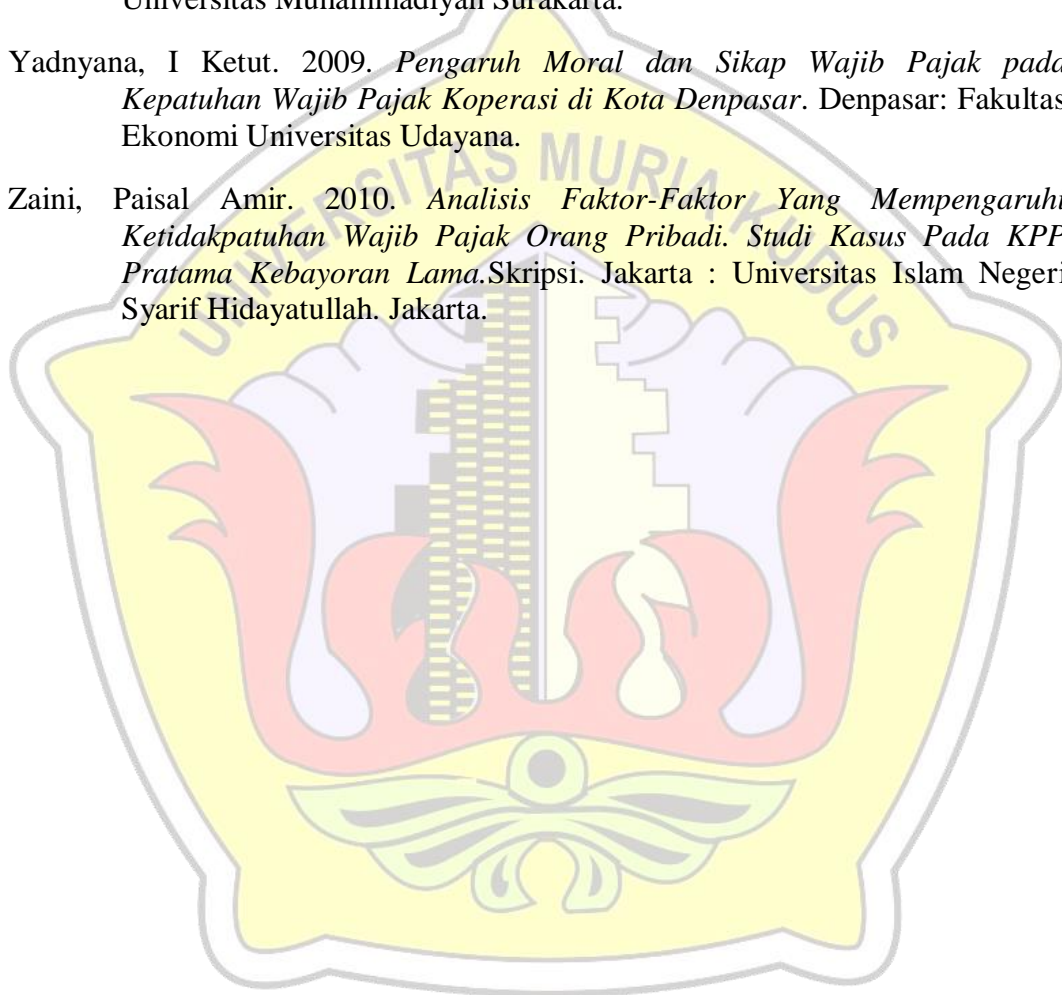 Universitas Muhammadiyah Surakarta.
Yadnyana, I Ketut. 2009. Pengaruh Moral dan Sikap Wajib Pajak pada
Kepatuhan Wajib Pajak Koperasi di Kota Denpasar. Denpasar: Fakultas
Ekonomi Universitas Udayana.
Zaini, Paisal Amir. 2010. Analisis Faktor-Faktor Yang Mempengaruhi
Ketidakpatuhan Wajib Pajak Orang Pribadi. Studi Kasus Pada KPP
Pratama Kebayoran Lama.Skripsi. Jakarta : Universitas Islam Negeri
Syarif Hidayatullah. Jakarta.
UNIVERSITAS MURIA KUDUS